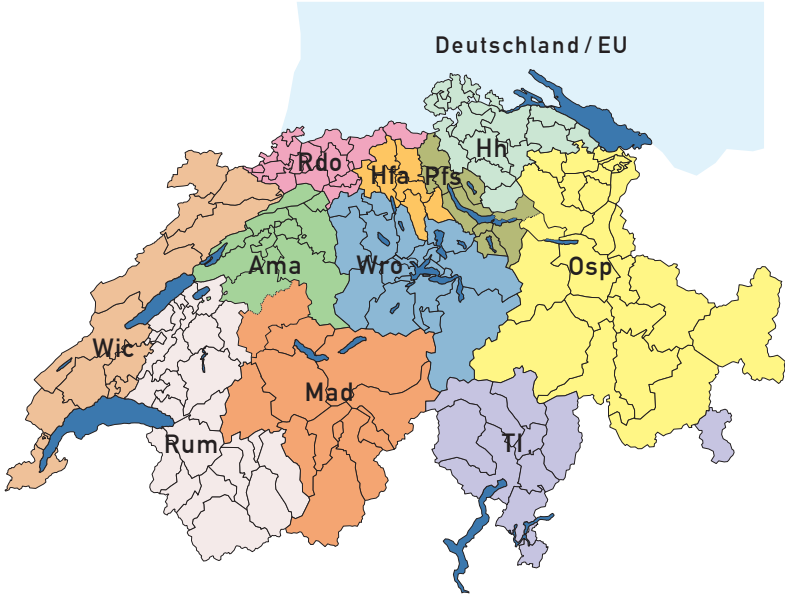 Deutschland / EU
Hh
Rdo
Hfa
Pfs
Ama
Wro
Osp
Wic
Mad
Rum
TI